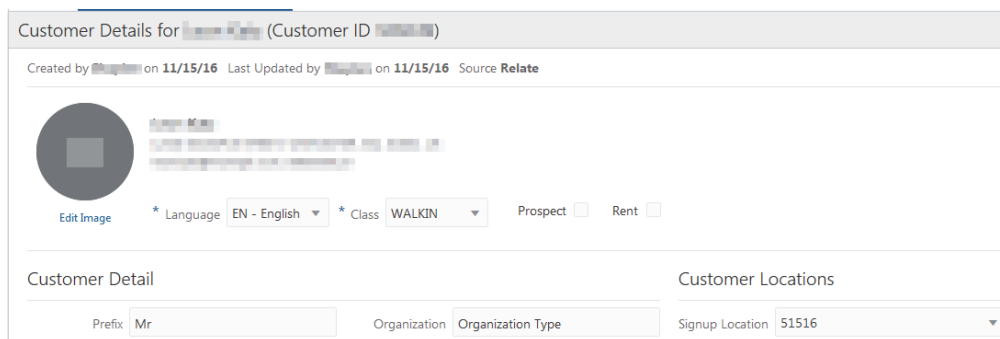 Customer Details for (Customer ID )
Created by on 11/15/16 Last Updated by on 11/15/16 Source Relate
Edit Image * Language EN - English * Class WALKIN Prospect Rent
Customer Detail Customer Locations
Prefix Mr Organization Organization Type Signup Location 51516